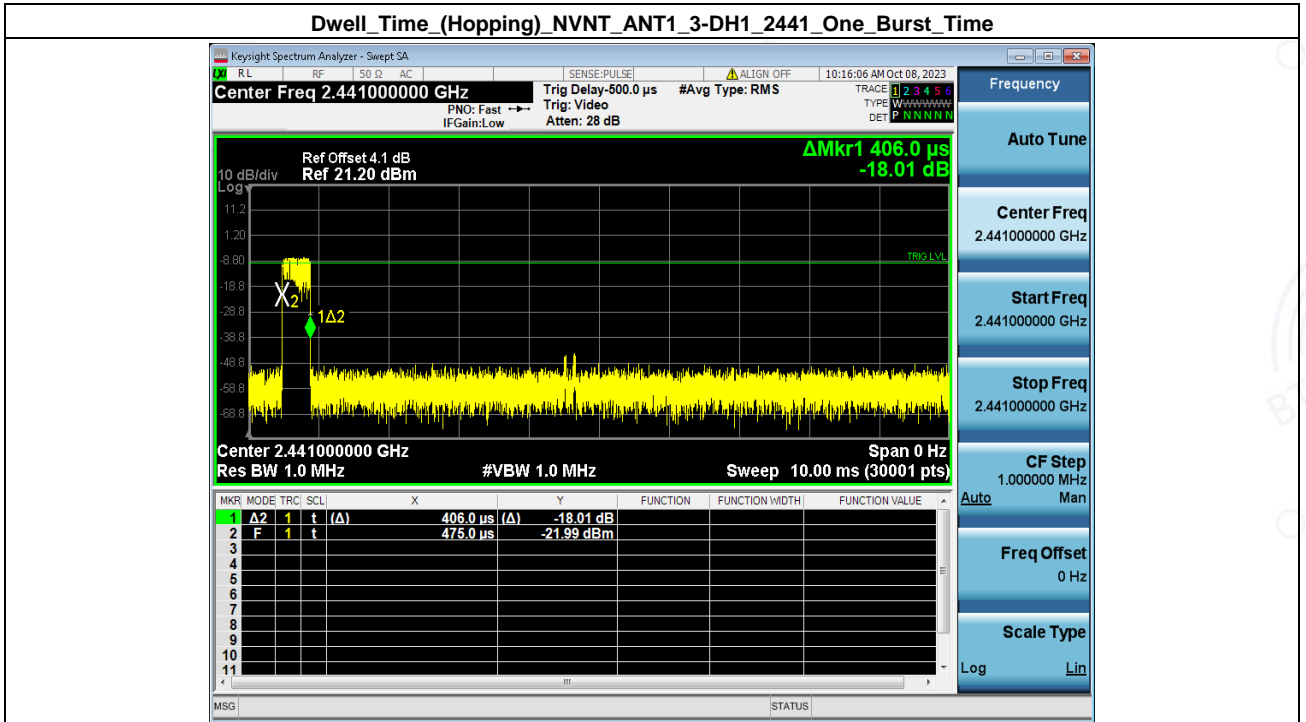 Dwell_Time_(Hopping)_NVNT_ANT1_3-DH1_2441_One_Burst_Time
Keysight Spectrum Analyzer - Swept SA
LXI RL RF 50 Ω AC SENSE:PULSE ALIGN OFF 10:16:06 AM Oct 08, 2023
Center Freq 2.441000000 GHz
PNO: Fast
IFGain:Low
Trig Delay-500.0 µs
Trig: Video
Atten: 28 dB
#Avg Type: RMS
TRACE 1 2 3 4 5 6
TYPE WWWWWW
DET P N N N N N
ΔMkr1 406.0 µs
-18.01 dB
Ref Offset 4.1 dB
10 dB/div Ref 21.20 dBm
Log
11.2
1.20
-8.80
-18.8
-28.8
-38.8
-48.8
-58.8
-68.8
TRIG LVL
2
1Δ2
Center 2.441000000 GHz Span 0 Hz
Res BW 1.0 MHz #VBW 1.0 MHz Sweep 10.00 ms (30001 pts)
MKR MODE TRC SCL X Y FUNCTION FUNCTION WIDTH FUNCTION VALUE
1 Δ2 1 t (Δ) 406.0 µs (Δ) -18.01 dB
2 F 1 t 475.0 µs -21.99 dBm
3
4
5
6
7
8
9
10
11
MSG STATUS
Frequency
Auto Tune
Center Freq
2.441000000 GHz
Start Freq
2.441000000 GHz
Stop Freq
2.441000000 GHz
CF Step
1.000000 MHz
Auto Man
Freq Offset
0 Hz
Scale Type
Log Lin